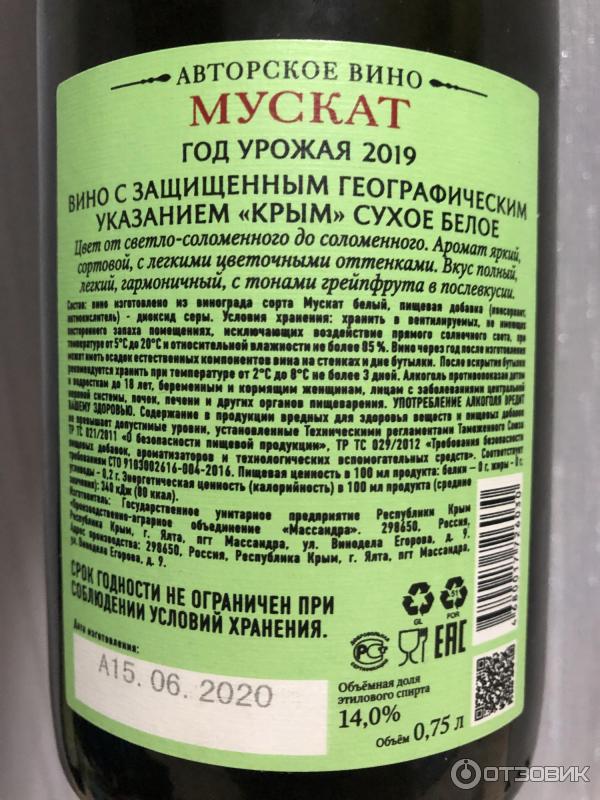 АВТОРСКОЕ ВИНО
МУСКАТ
ГОД УРОЖАЯ 2019
ВИНО С ЗАЩИЩЕННЫМ ГЕОГРАФИЧЕСКИМ
УКАЗАНИЕМ «КРЫМ» СУХОЕ БЕЛОЕ
Цвет от светло-соломенного до соломенного. Аромат яркий,
сортовой, с легкими цветочными оттенками. Вкус полный,
легкий, гармоничный, с тонами грейпфрута в послевкусии.
Состав: вино изготовлено из винограда сорта Мускат белый, пищевая добавка (консервант,
антиокислитель) - диоксид серы. Условия хранения: хранить в вентилируемых, не имеющих
постороннего запаха помещениях, исключающих воздействие прямого солнечного света, при
температуре от 5°С до 20°С и относительной влажности не более 85 %. Вино через год после изготовления
может иметь осадок естественных компонентов вина на стенках и дне бутылки. После вскрытия бутылки
рекомендуется хранить при температуре от 2°С до 8°С не более 3 дней. Алкоголь противопоказан детям
и подросткам до 18 лет, беременным и кормящим женщинам, лицам с заболеваниями центральной
нервной системы, почек, печени и других органов пищеварения. УПОТРЕБЛЕНИЕ АЛКОГОЛЯ ВРЕДИТ
ВАШЕМУ ЗДОРОВЬЮ. Содержание в продукции вредных для здоровья веществ и пищевых добавок
не превышает допустимые уровни, установленные Техническими регламентами Таможенного Союза
ТР ТС 021/2011 «О безопасности пищевой продукции», ТР ТС 029/2012 «Требования безопасности
пищевых добавок, ароматизаторов и технологических вспомогательных средств». Соответствует
требованиям СТО 9103002616-004-2016. Пищевая ценность в 100 мл продукта: белки – 0 г, жиры - 0 г,
углеводы - 0,2 г. Энергетическая ценность (калорийность) в 100 мл продукта (средние
значения): 340 кДж (80 ккал).
Изготовитель: Государственное унитарное предприятие Республики Крым
«Производственно-аграрное объединение «Массандра». 298650, Россия,
Республика Крым, г. Ялта, пгт Массандра, ул. Винодела Егорова, д. 9.
Адрес производства: 298650, Россия, Республика Крым, г. Ялта, пгт Массандра,
ул. Винодела Егорова, д. 9.
СРОК ГОДНОСТИ НЕ ОГРАНИЧЕН ПРИ
СОБЛЮДЕНИИ УСЛОВИЙ ХРАНЕНИЯ.
Дата изготовления:
А15.06.2020
GL
51
POR
ЕАС
Объёмная доля
этилового спирта
14,0%
Объём 0,75 л
ОТЗОВИК